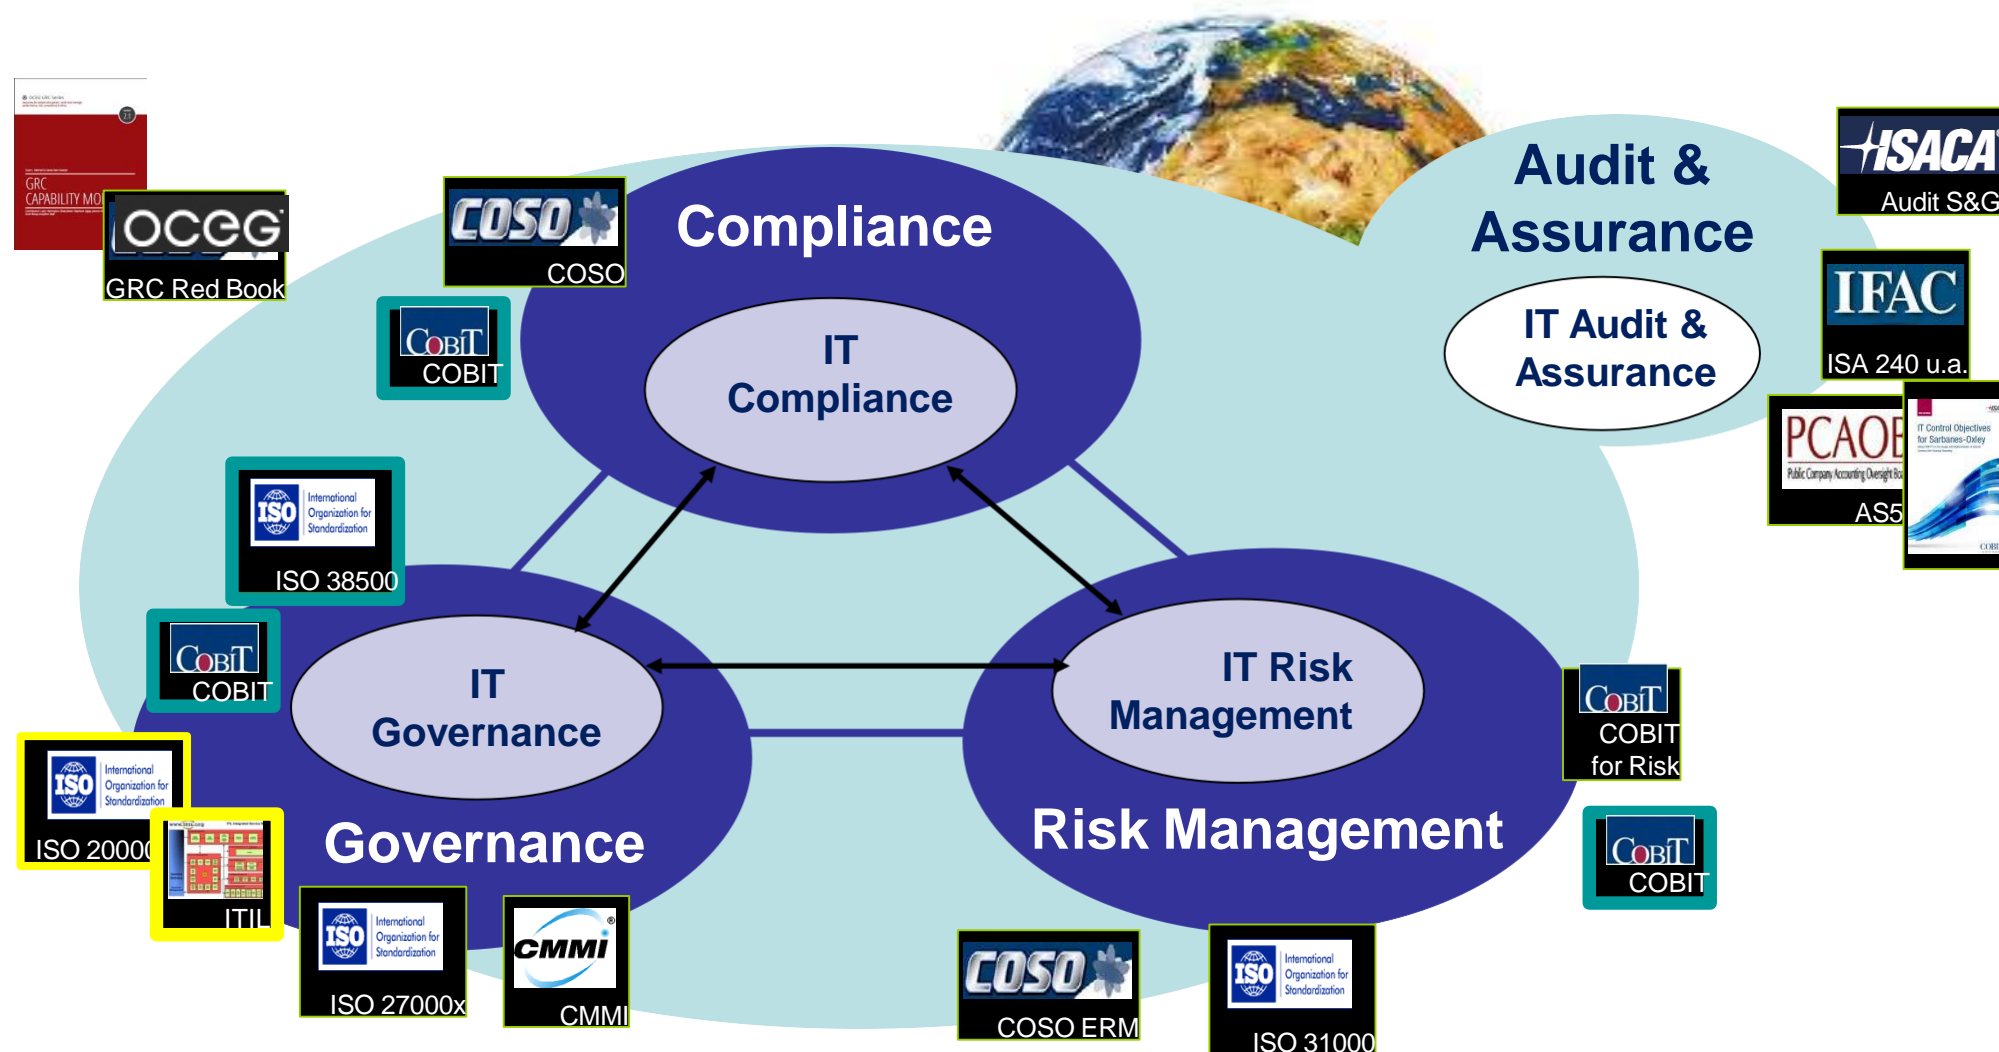 GRC
CAPABILITY MO
OCEG
GRC Red Book
COSO
COSO
COBIT
COBIT
Compliance
IT
Compliance
Audit &
Assurance
IT Audit &
Assurance
ISACA
Audit S&G
IFAC
ISA 240 u.a.
PCAOB
Public Company Accounting Oversight Boa
AS5
IT Control Objectives
for Sarbanes-Oxley
COBI
ISO
International
Organization for
Standardization
ISO 38500
COBIT
COBIT
IT
Governance
Governance
ISO
International
Organization for
Standardization
ISO 20000
ITIL
ISO
International
Organization for
Standardization
ISO 27000x
CMMI®
CMMI
IT Risk
Management
Risk Management
COBIT
COBIT
for Risk
COBIT
COBIT
COSO
COSO ERM
ISO
International
Organization for
Standardization
ISO 31000